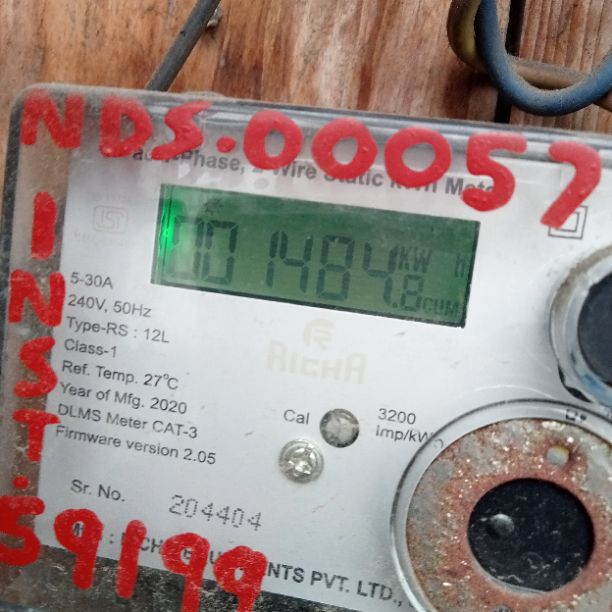 NDS.00057
Phase, 2 Wire Static kWh Mete
001484.8 KW h
CUM
5-30A
240V, 50Hz
Type-RS : 12L
Class-1
Ref. Temp. 27°C
Year of Mfg. 2020
DLMS Meter CAT-3
Firmware version 2.05
RICHA
Cal
3200
imp/kW
Sr. No. 204404
INST.
59199
NTS PVT. LTD.,